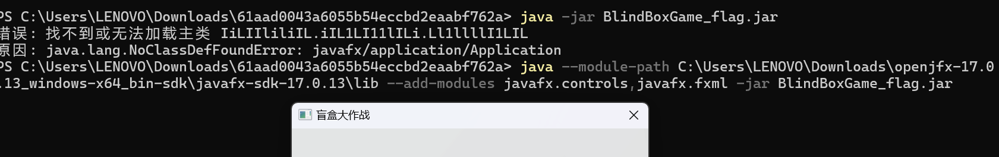 PS C:\Users\LENOVO\Downloads\61aad0043a6055b54eccbd2eaabf762a> java -jar BlindBoxGame_flag.jar
错误: 找不到或无法加载主类 IiLIIliliIL.iIL1LI11lILi.Ll1llllI1LIL
原因: java.lang.NoClassDefFoundError: javafx/application/Application
PS C:\Users\LENOVO\Downloads\61aad0043a6055b54eccbd2eaabf762a> java --module-path C:\Users\LENOVO\Downloads\openjfx-17.0
.13_windows-x64_bin-sdk\javafx-sdk-17.0.13\lib --add-modules javafx.controls,javafx.fxml -jar BlindBoxGame_flag.jar
盲盒大作战